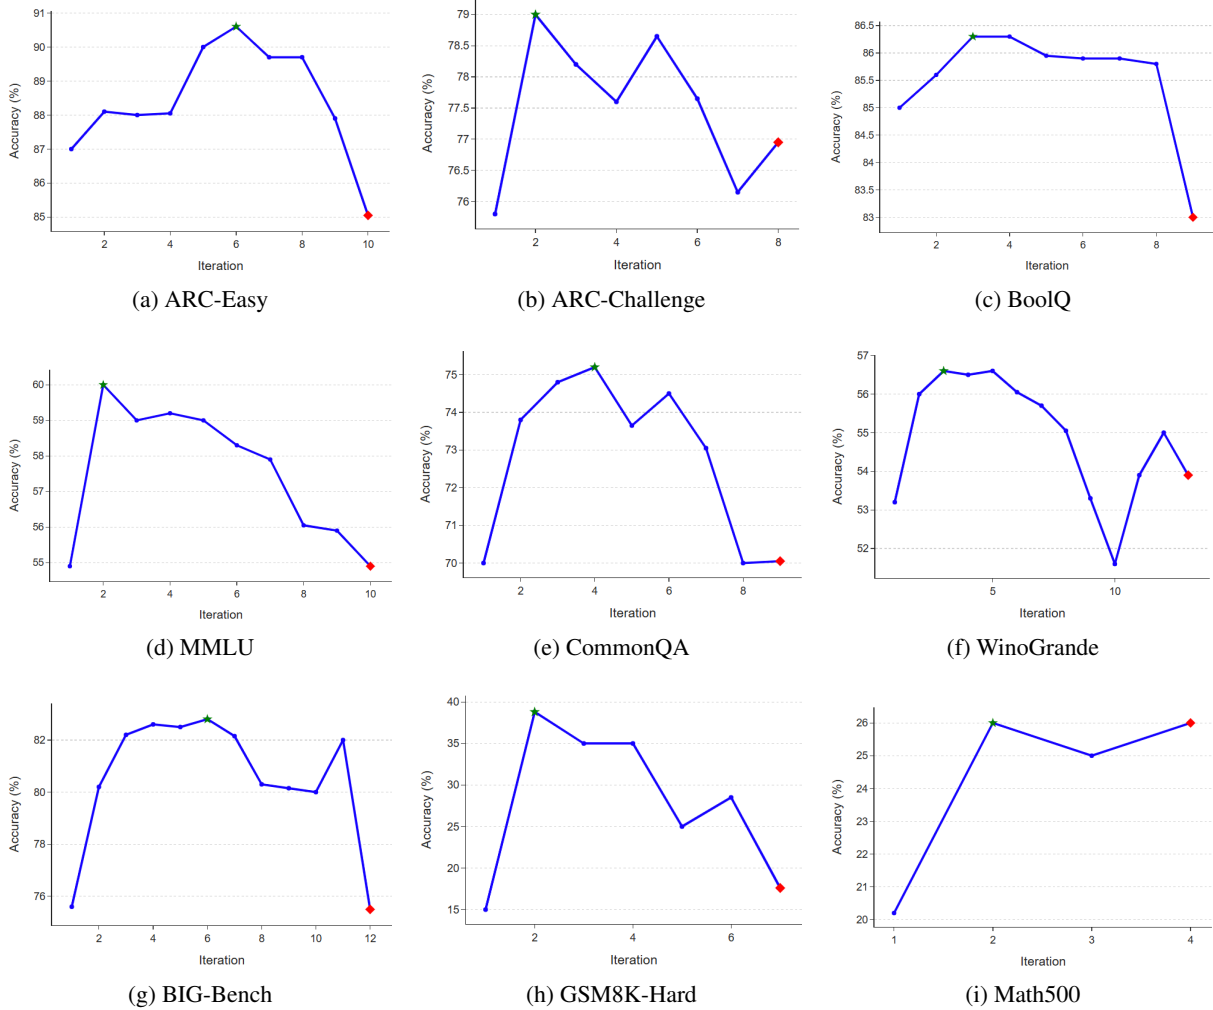 91
90
89
88
87
86
85
Accuracy (%)
2 4 6 8 10
Iteration
(a) ARC-Easy
79
78.5
78
77.5
77
76.5
76
Accuracy (%)
2 4 6 8
Iteration
(b) ARC-Challenge
86.5
86
85.5
85
84.5
84
83.5
83
Accuracy (%)
2 4 6 8
Iteration
(c) BoolQ
60
59
58
57
56
55
Accuracy (%)
2 4 6 8 10
Iteration
(d) MMLU
75
74
73
72
71
70
Accuracy (%)
2 4 6 8
Iteration
(e) CommonQA
57
56
55
54
53
52
Accuracy (%)
5 10
Iteration
(f) WinoGrande
82
80
78
76
Accuracy (%)
2 4 6 8 10 12
Iteration
(g) BIG-Bench
40
35
30
25
20
15
Accuracy (%)
2 4 6
Iteration
(h) GSM8K-Hard
26
25
24
23
22
21
20
Accuracy (%)
1 2 3 4
Iteration
(i) Math500